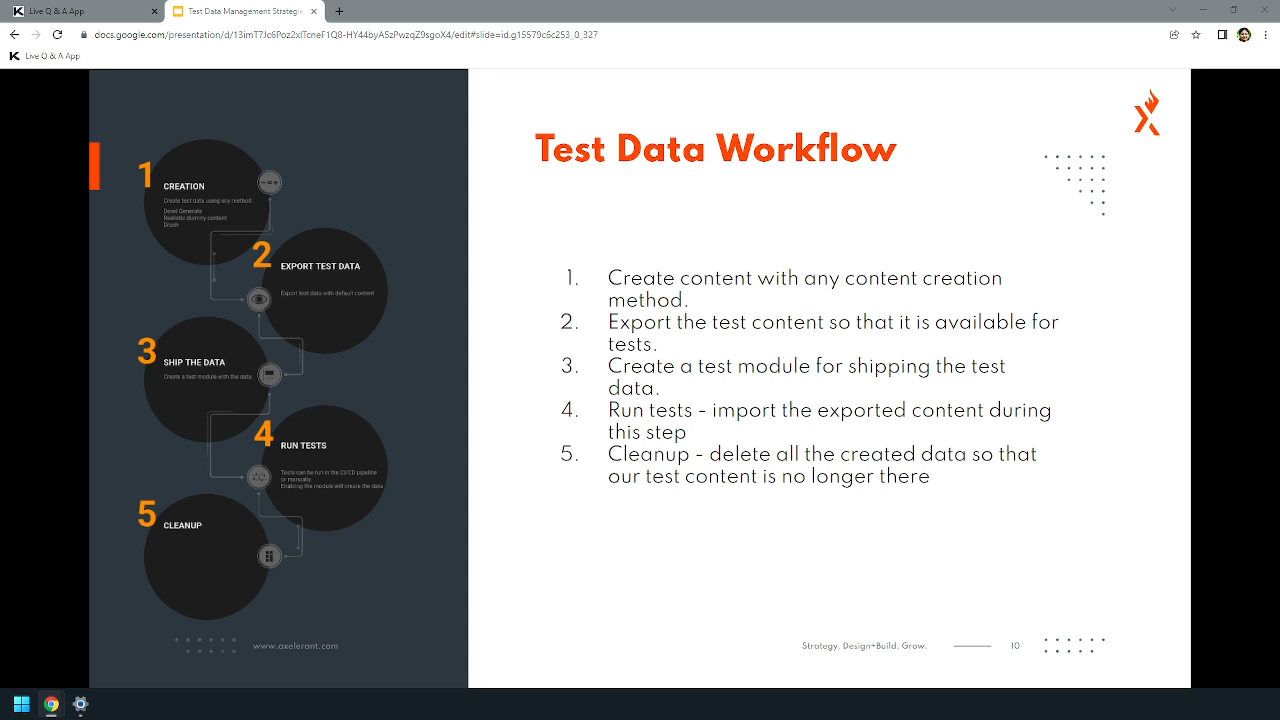 Live Q & A App
Test Data Management Strategie
docs.google.com/presentation/d/13imT7Jc6Poz2xlTcneF1Q8-HY44byA5zPwzqZ9sgoX4/edit#slide=id.g15579c6c253_0_327
Live Q & A App
1
CREATION
Create test data using any method
Devel Generate
Realistic dummy content
Drush
2
EXPORT TEST DATA
Export test data with default content
3
SHIP THE DATA
Create a test module with the data.
4
RUN TESTS
Tests can be run in the CI/CD pipeline
or manually.
Enabling the module will create the data
5
CLEANUP
www.axelerant.com
Test Data Workflow
1. Create content with any content creation
method.
2. Export the test content so that it is available for
tests.
3. Create a test module for shipping the test
data.
4. Run tests - import the exported content during
this step
5. Cleanup - delete all the created data so that
our test content is no longer there
Strategy. Design+Build. Grow.
10